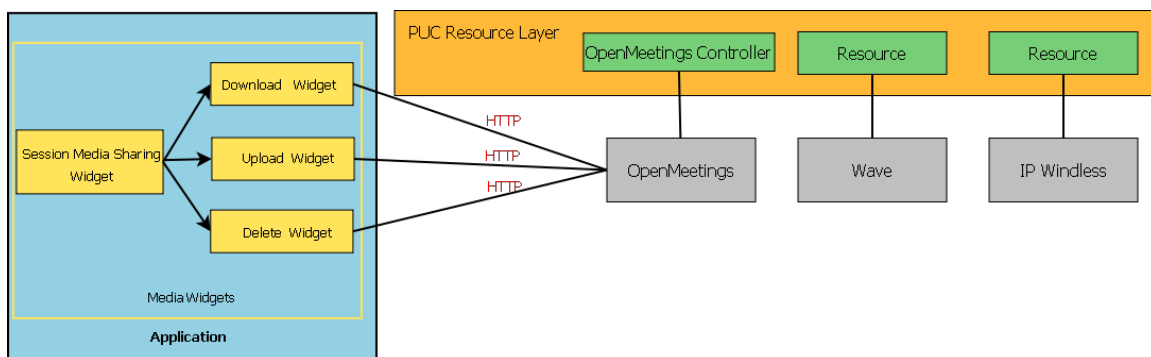 PUC Resource Layer
OpenMeetings Controller
Resource
Resource
Download Widget
HTTP
Session Media Sharing
Widget
Upload Widget
HTTP
OpenMeetings
Wave
IP Windless
HTTP
Delete Widget
Media Widgets
Application